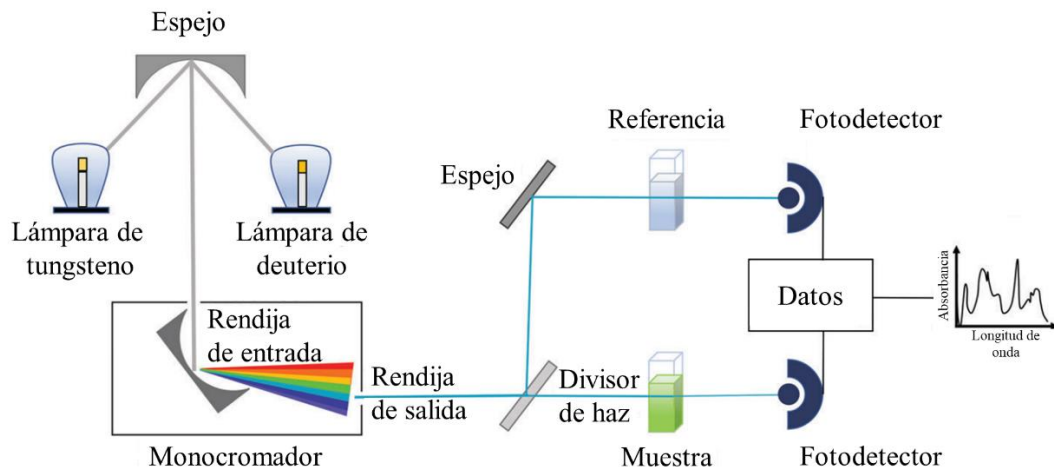 Espejo
Lámpara de
tungsteno
Lámpara de
deuterio
Rendija
de entrada
Monocromador
Rendija
de salida
Espejo
Divisor
de haz
Referencia
Muestra
Fotodetector
Datos
Fotodetector
Absorbancia
Longitud de
onda